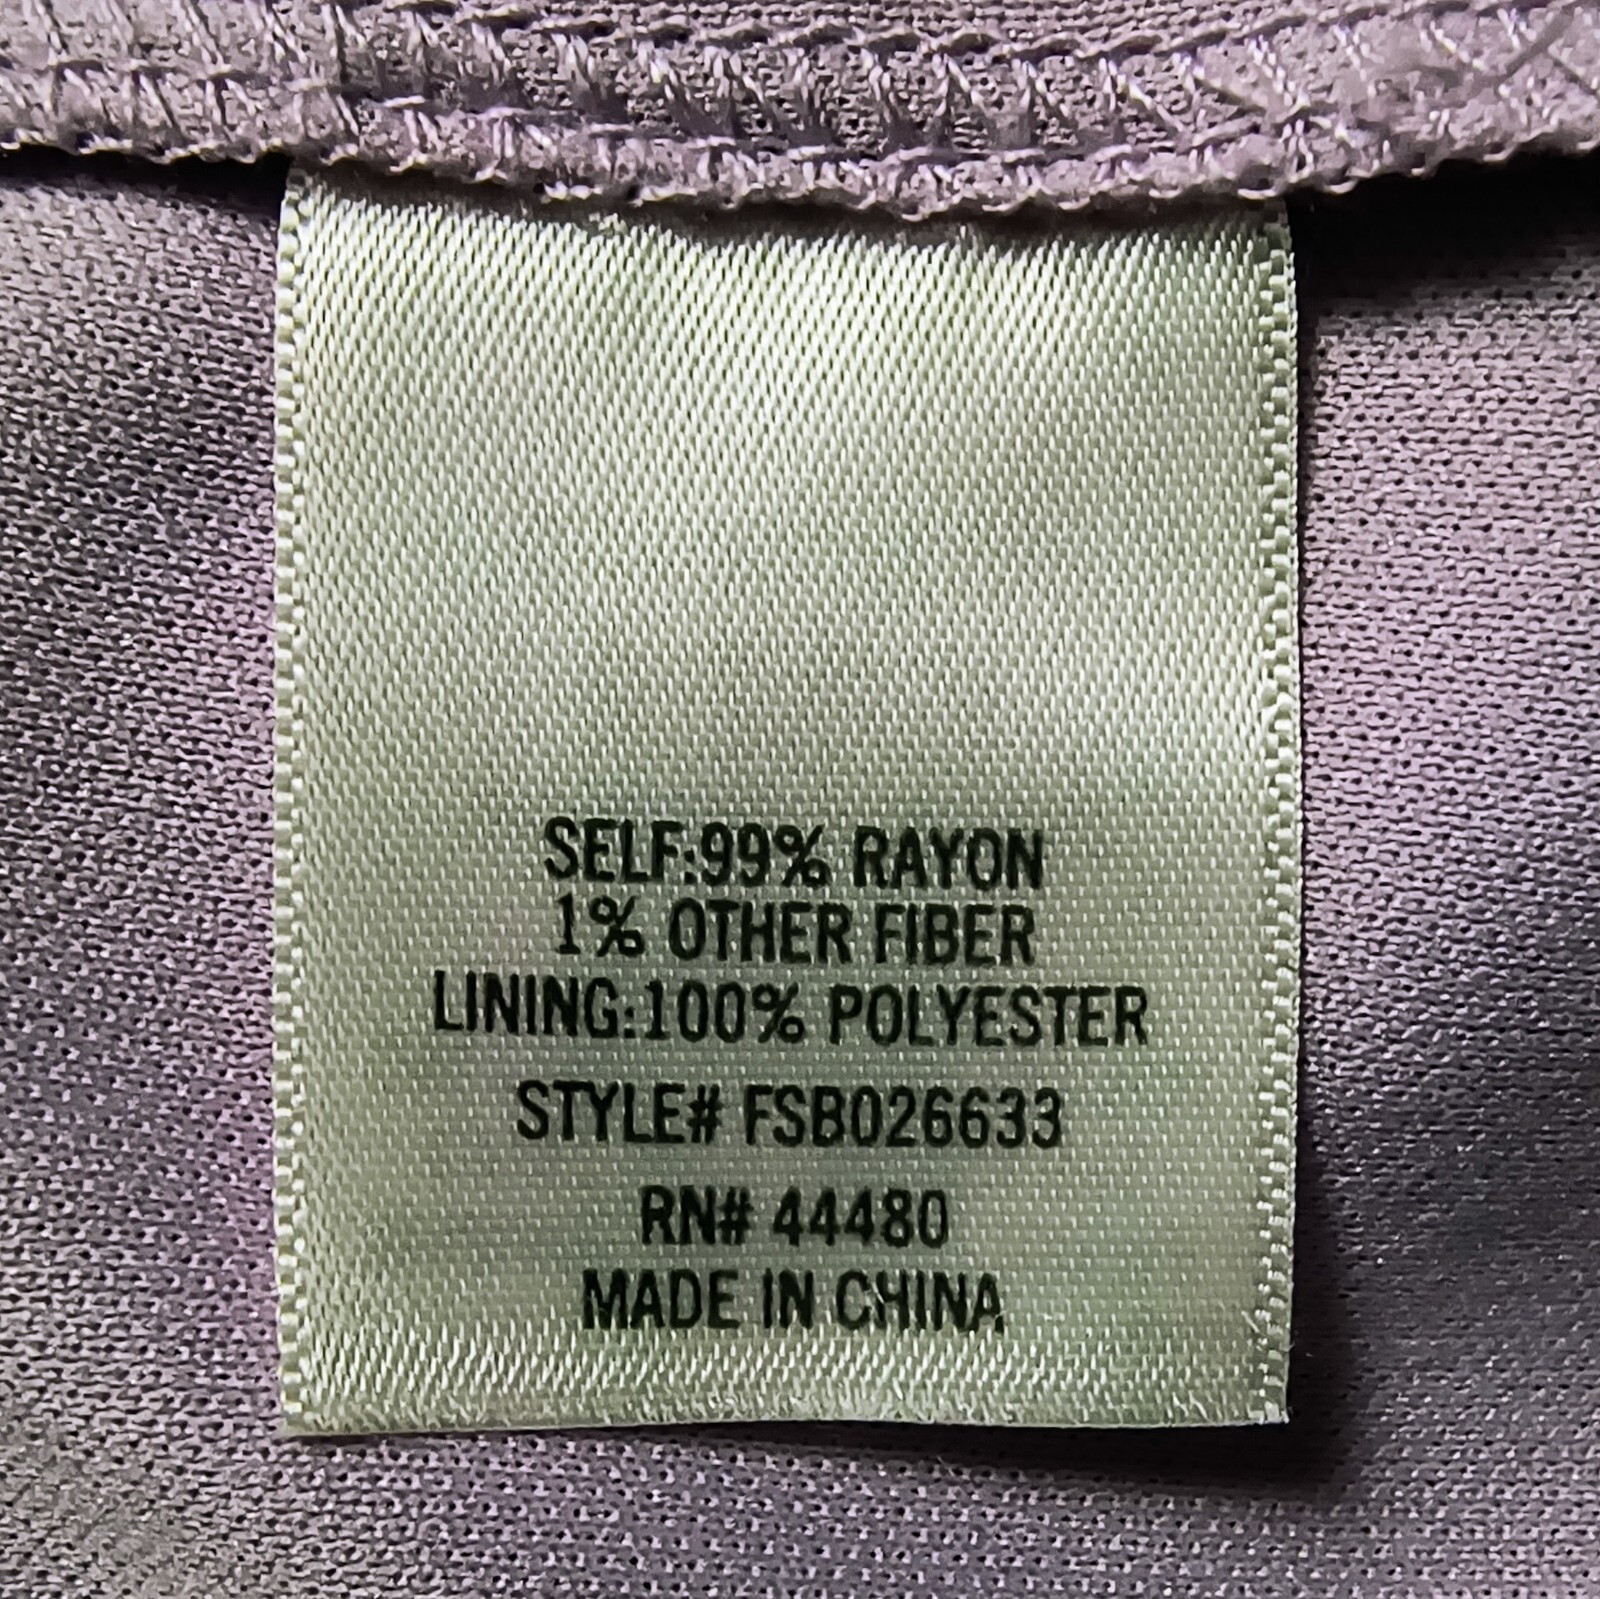 SELF:99% RAYON
1% OTHER FIBER
LINING:100% POLYESTER
STYLE# FSB026633
RN# 44480
MADE IN CHINA